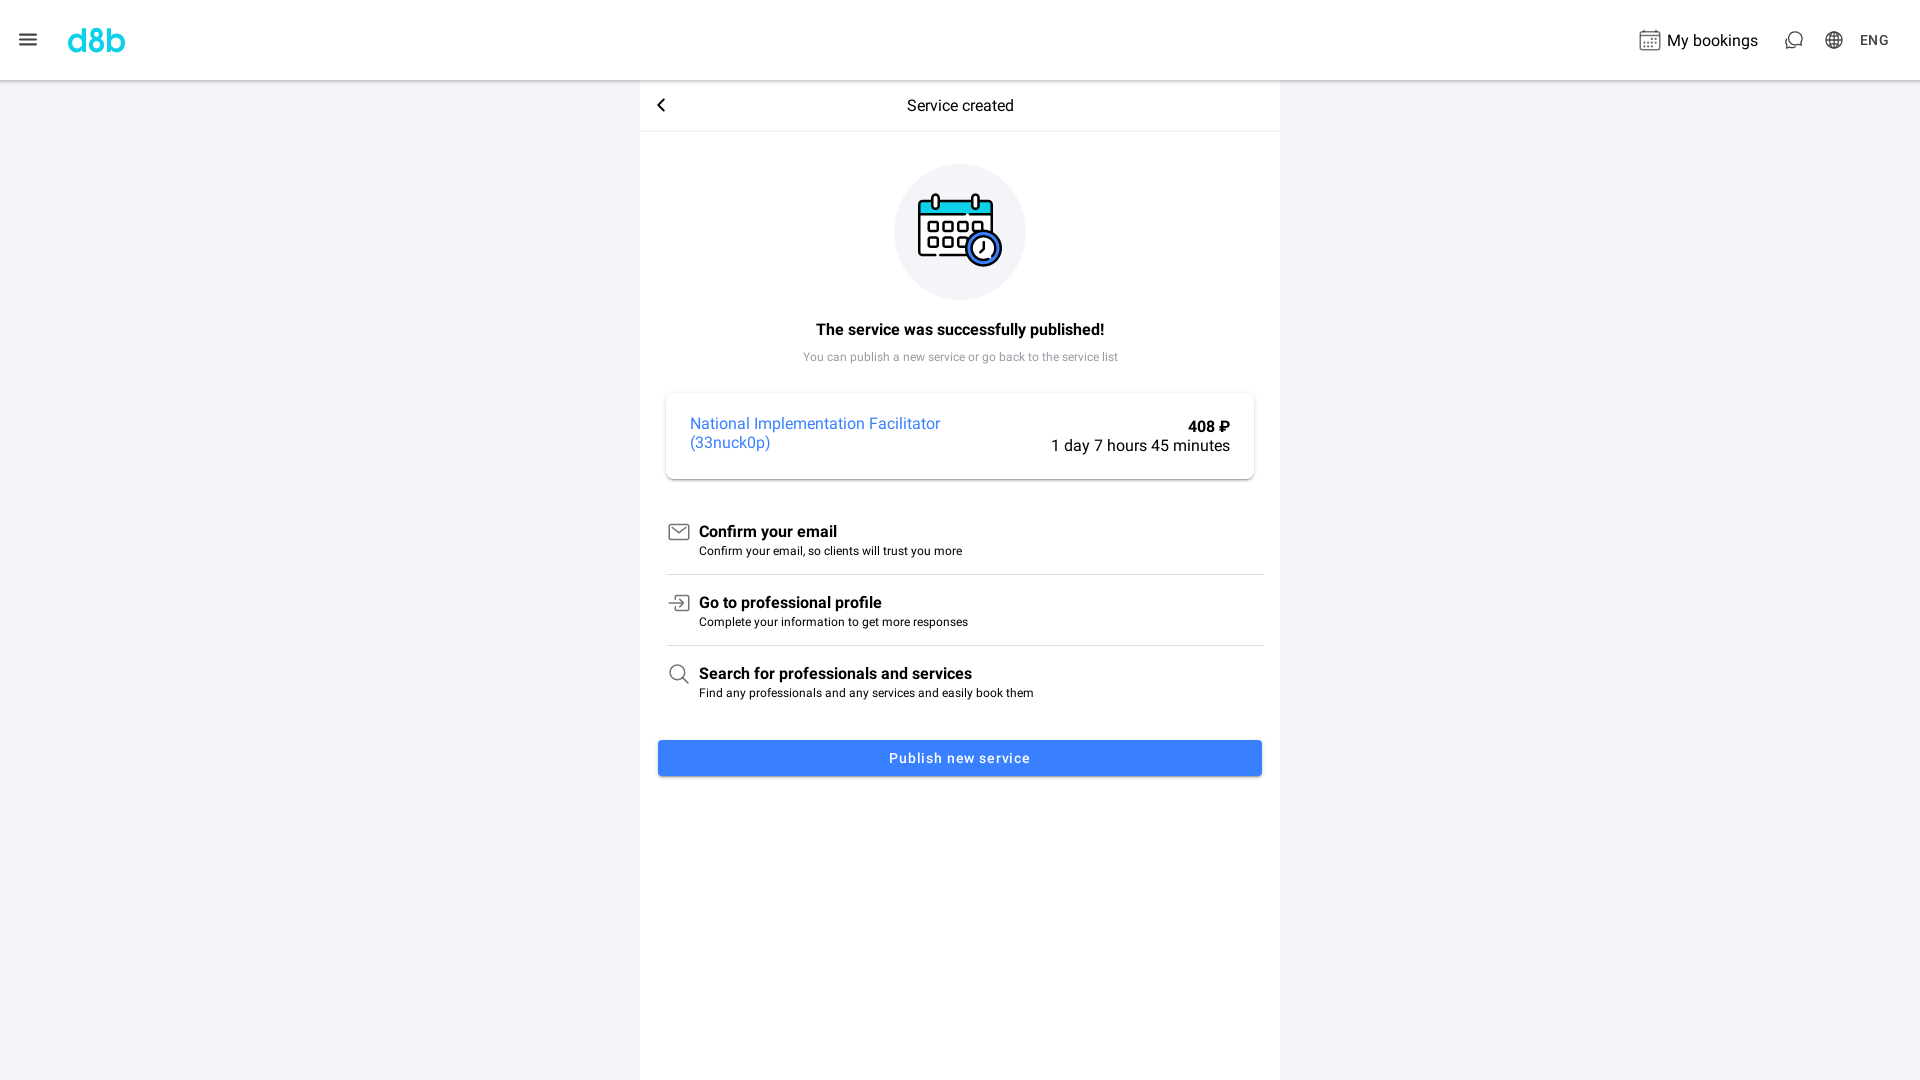 d8b
My bookings
ENG
Service created
The service was successfully published!
You can publish a new service or go back to the service list
National Implementation Facilitator
(33nuck0p)
408 ₽
1 day 7 hours 45 minutes
Confirm your email
Confirm your email, so clients will trust you more
Go to professional profile
Complete your information to get more responses
Search for professionals and services
Find any professionals and any services and easily book them
Publish new service